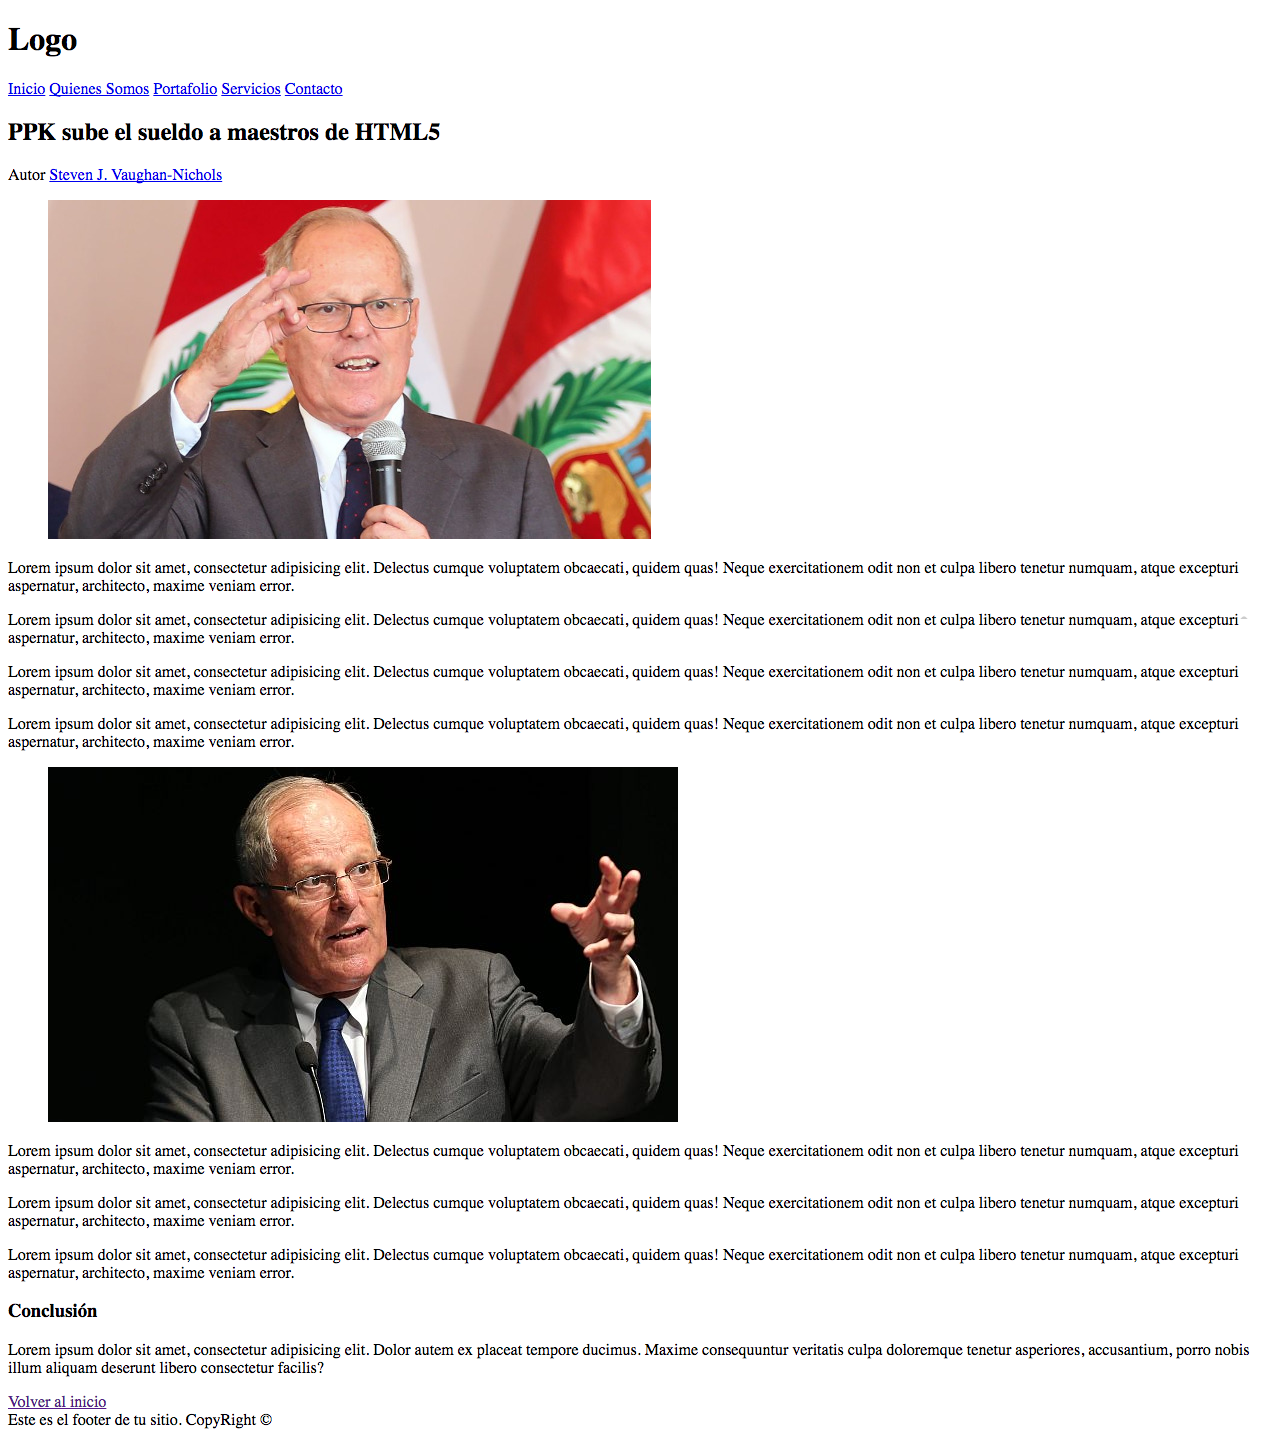 Logo
Inicio Quienes Somos Portafolio Servicios Contacto
PPK sube el sueldo a maestros de HTML5
Autor Steven J. Vaughan-Nichols
Lorem ipsum dolor sit amet, consectetur adipisicing elit. Delectus cumque voluptatem obcaecati, quidem quas! Neque exercitationem odit non et culpa libero tenetur numquam, atque excepturi
aspernatur, architecto, maxime veniam error.
Lorem ipsum dolor sit amet, consectetur adipisicing elit. Delectus cumque voluptatem obcaecati, quidem quas! Neque exercitationem odit non et culpa libero tenetur numquam, atque excepturi
aspernatur, architecto, maxime veniam error.
Lorem ipsum dolor sit amet, consectetur adipisicing elit. Delectus cumque voluptatem obcaecati, quidem quas! Neque exercitationem odit non et culpa libero tenetur numquam, atque excepturi
aspernatur, architecto, maxime veniam error.
Lorem ipsum dolor sit amet, consectetur adipisicing elit. Delectus cumque voluptatem obcaecati, quidem quas! Neque exercitationem odit non et culpa libero tenetur numquam, atque excepturi
aspernatur, architecto, maxime veniam error.
Lorem ipsum dolor sit amet, consectetur adipisicing elit. Delectus cumque voluptatem obcaecati, quidem quas! Neque exercitationem odit non et culpa libero tenetur numquam, atque excepturi
aspernatur, architecto, maxime veniam error.
Lorem ipsum dolor sit amet, consectetur adipisicing elit. Delectus cumque voluptatem obcaecati, quidem quas! Neque exercitationem odit non et culpa libero tenetur numquam, atque excepturi
aspernatur, architecto, maxime veniam error.
Lorem ipsum dolor sit amet, consectetur adipisicing elit. Delectus cumque voluptatem obcaecati, quidem quas! Neque exercitationem odit non et culpa libero tenetur numquam, atque excepturi
aspernatur, architecto, maxime veniam error.
Conclusión
Lorem ipsum dolor sit amet, consectetur adipisicing elit. Dolor autem ex placeat tempore ducimus. Maxime consequuntur veritatis culpa doloremque tenetur asperiores, accusantium, porro nobis
illum aliquam deserunt libero consectetur facilis?
Volver al inicio
Este es el footer de tu sitio. CopyRight ©